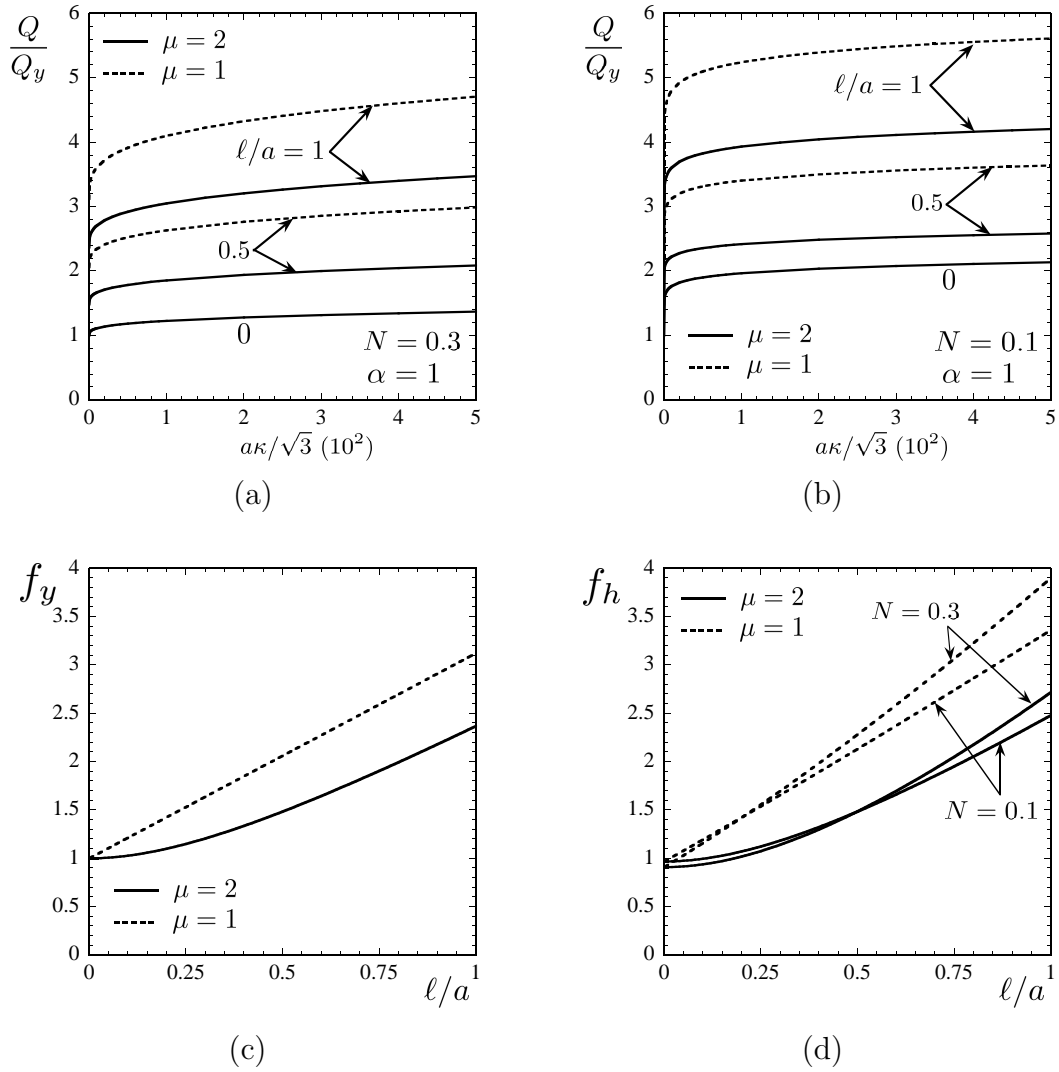 6
5
4
3
2
1
0
Q/Q_y
μ = 2
μ = 1
ℓ/a = 1
0.5
0
N = 0.3
α = 1
0 1 2 3 4 5
aκ/√3 (10²)
(a)
6
5
4
3
2
1
0
Q/Q_y
ℓ/a = 1
0.5
0
μ = 2
μ = 1
N = 0.1
α = 1
0 1 2 3 4 5
aκ/√3 (10²)
(b)
4
3.5
3
2.5
2
1.5
1
0.5
0
f_y
μ = 2
μ = 1
0 0.25 0.5 0.75 1
ℓ/a
(c)
4
3.5
3
2.5
2
1.5
1
0.5
0
f_h
μ = 2
μ = 1
N = 0.3
N = 0.1
0 0.25 0.5 0.75 1
ℓ/a
(d)